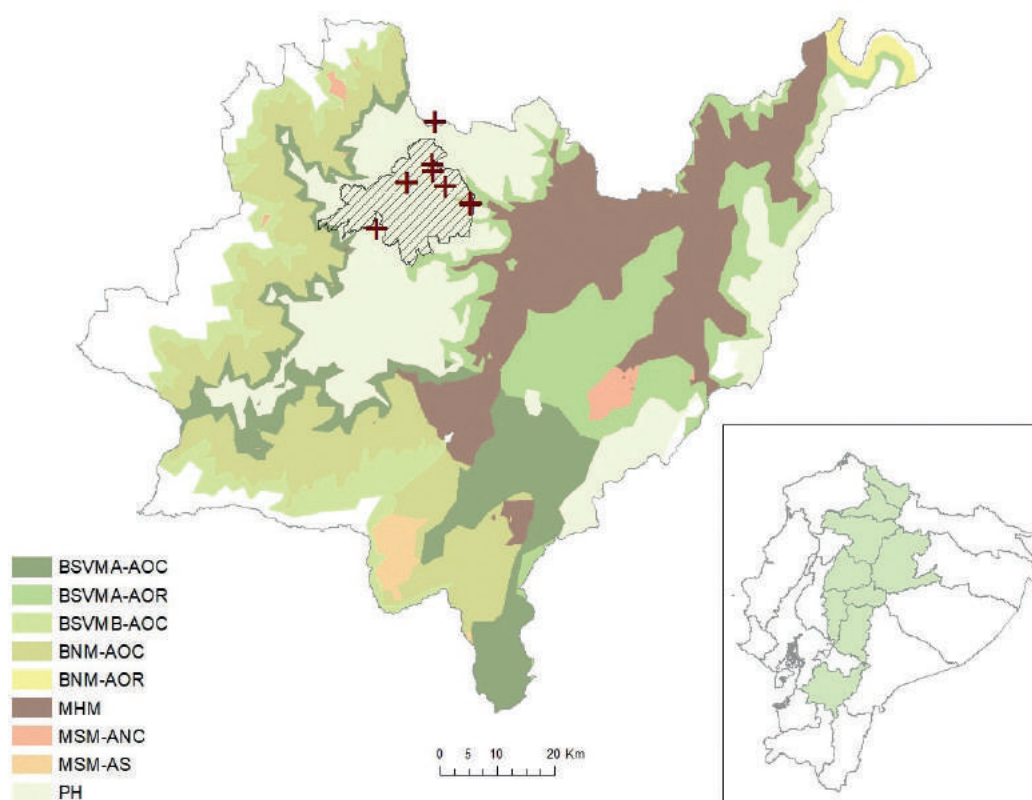 BSVMA-AOC
BSVMA-AOR
BSVMB-AOC
BNM-AOC
BNM-AOR
MHM
MSM-ANC
MSM-AS
PH
0 5 10 20 Km